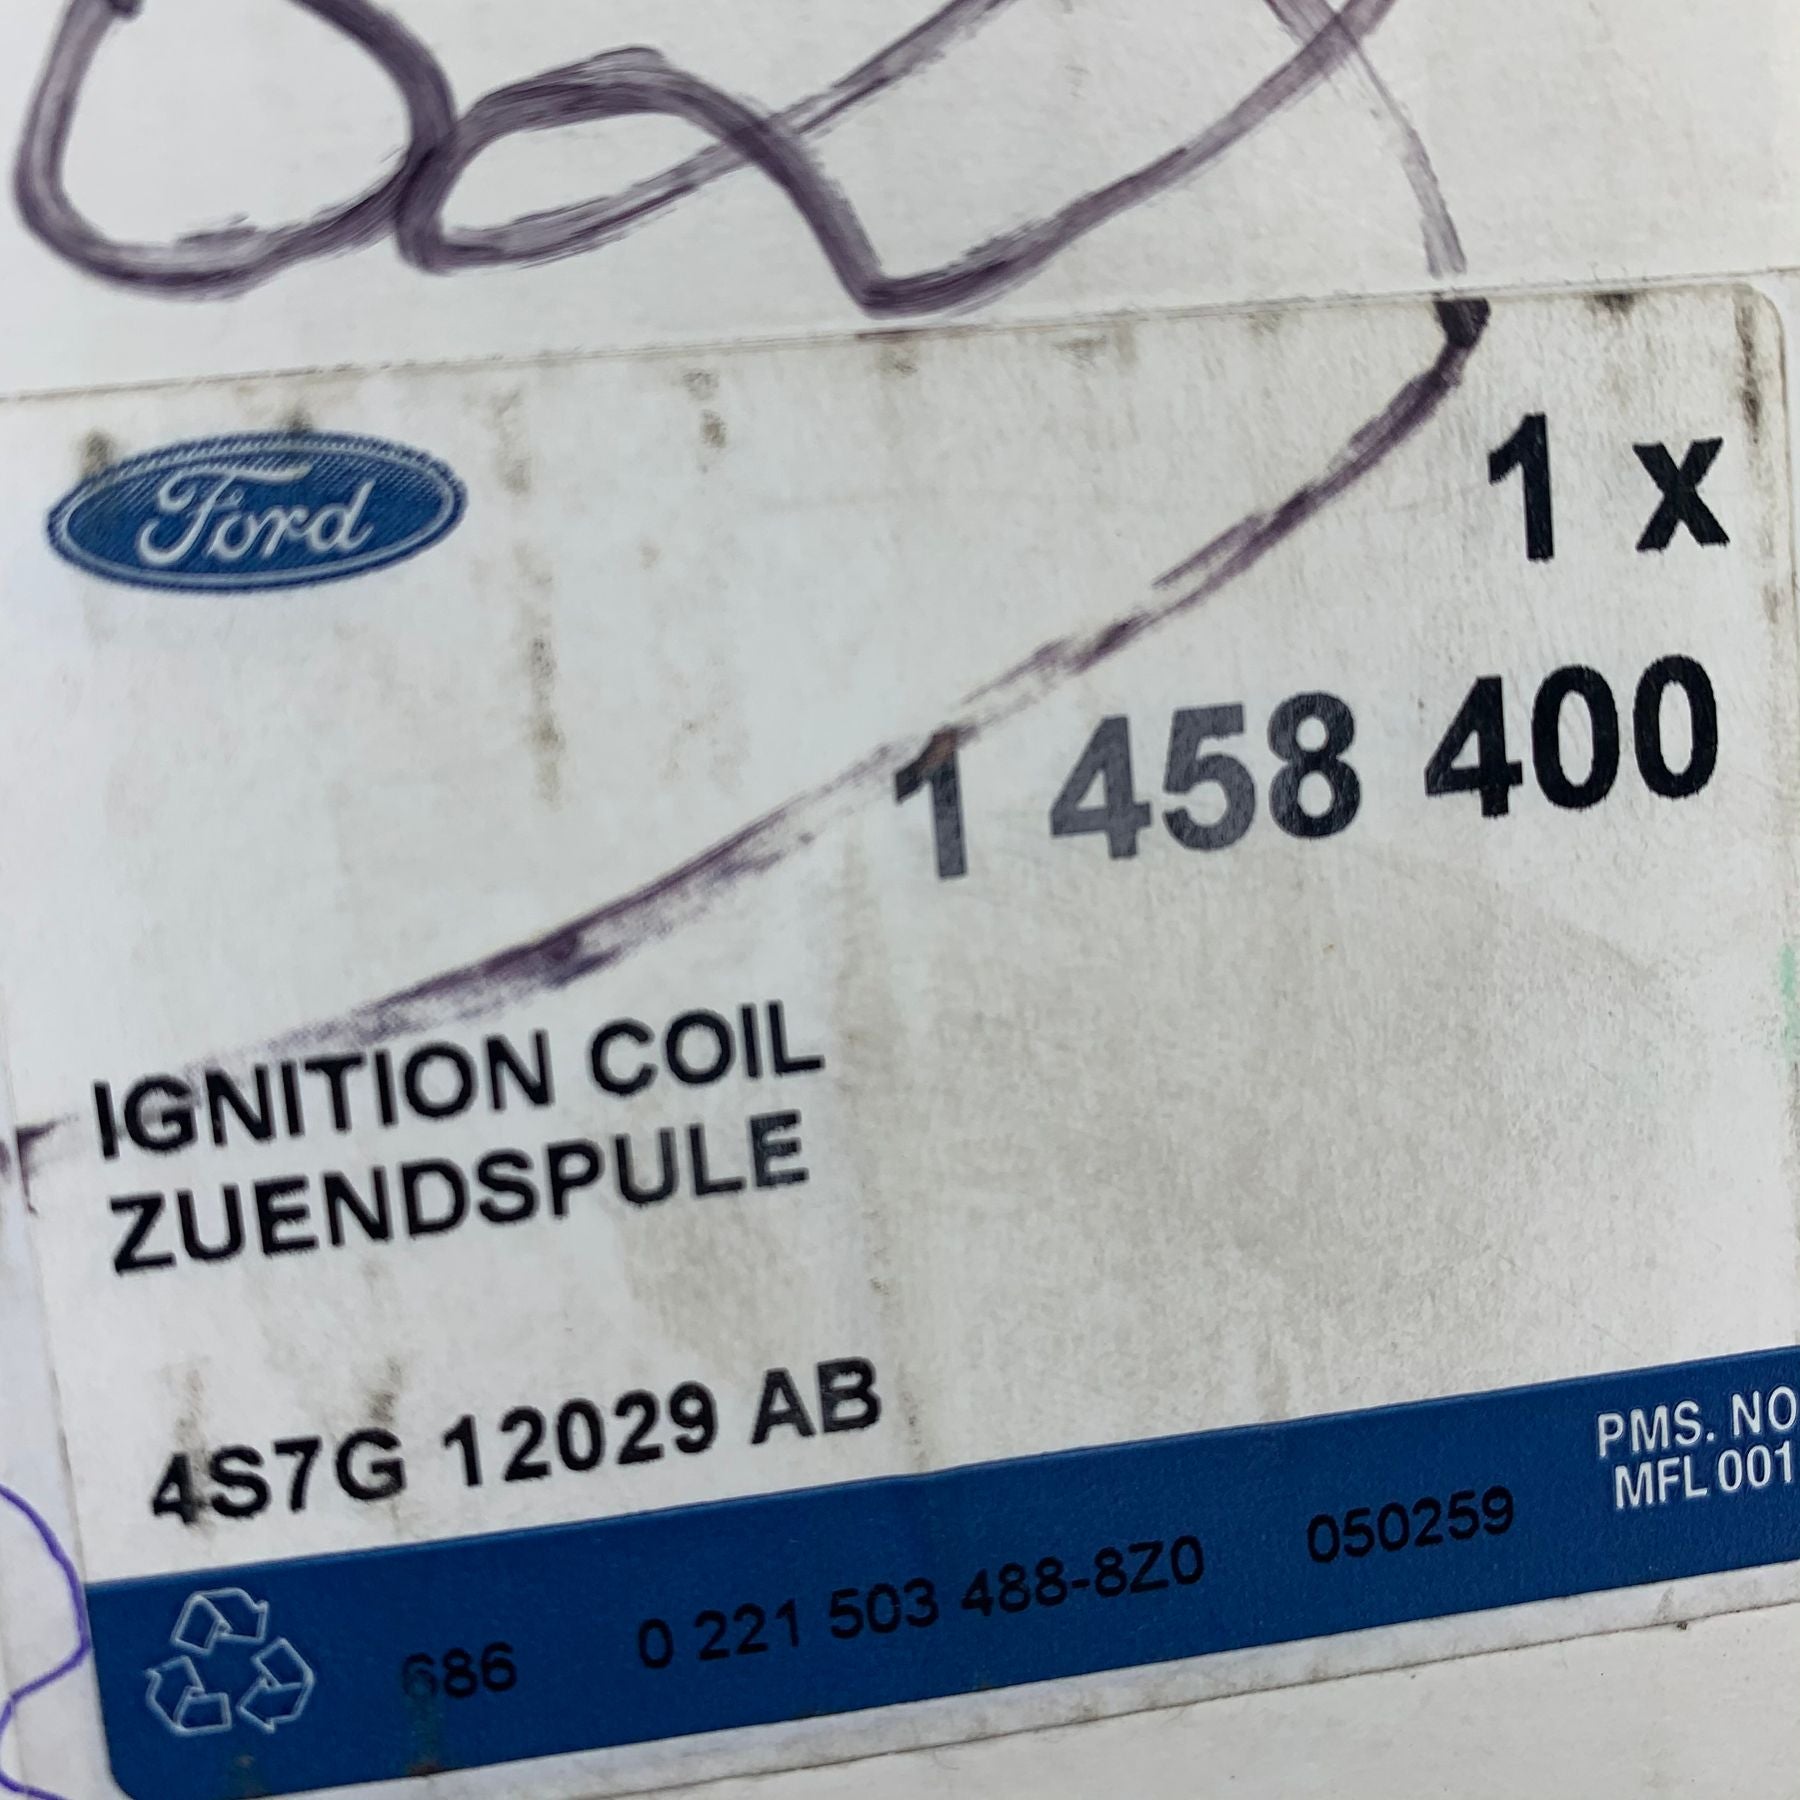 Ford
1 x
1 458 400
IGNITION COIL
ZUENDSPULE
4S7G 12029 AB
PMS. NO
MFL 001
686 0 221 503 488-8Z0 050259